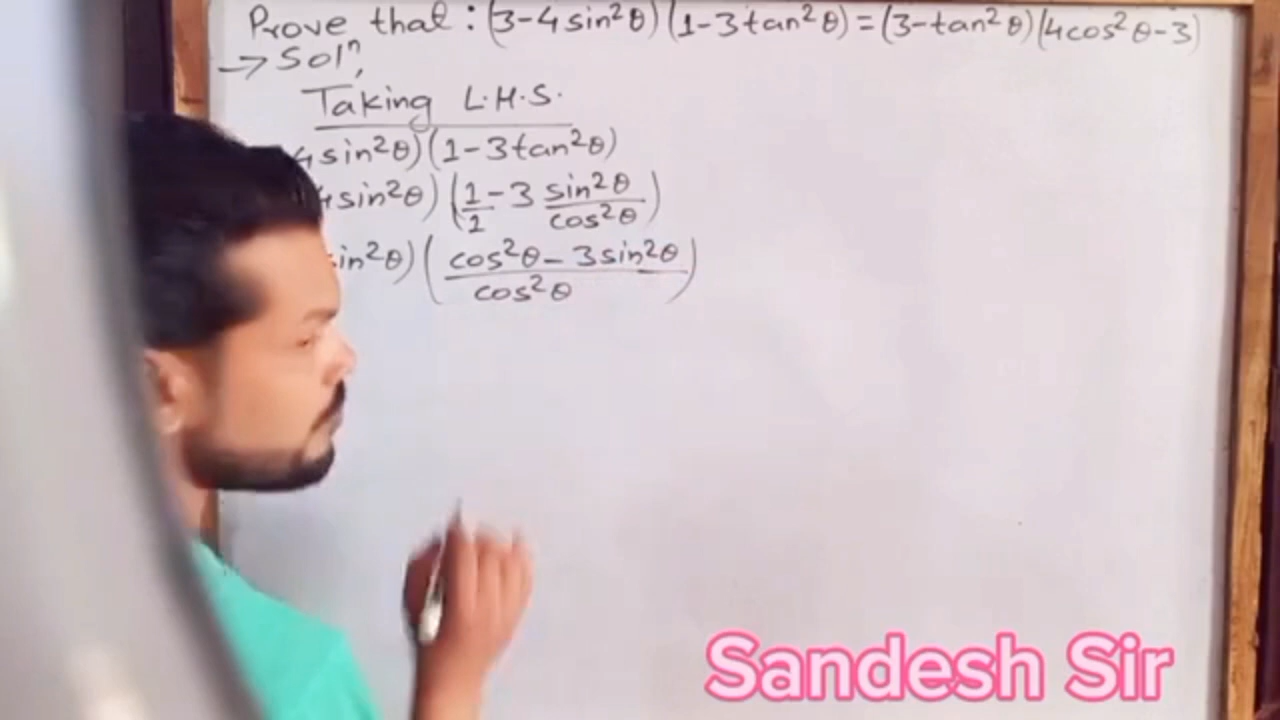 Prove that : (3-4sin²θ)(1-3tan²θ)=(3-tan²θ)(4cos²θ-3)
→ Solⁿ,
Taking L.H.S.
4sin²θ)(1-3tan²θ)
4sin²θ)(1/1-3 sin²θ/cos²θ)
sin²θ)(cos²θ-3sin²θ/cos²θ)
Sandesh Sir